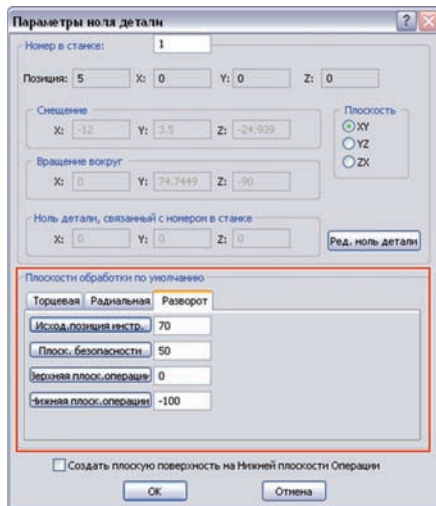 Параметры ноля детали
Номер в станке: 1
Позиция: 5 X: 0 Y: 0 Z: 0
Смещение
X: -12 Y: 3.5 Z: -24.939
Плоскость
XY
YZ
ZX
Вращение вокруг
X: 0 Y: 74.7449 Z: -90
Ноль детали, связанный с номером в станке
X: 0 Y: 0 Z: 0
Ред. ноль детали
Плоскости обработки по умолчанию
Торцевая Радиальная Разворот
Исход.позиция инстр. 70
Плоск. безопасности 50
Верхняя плоск.операции 0
Нижняя плоск.операции -100
Создать плоскую поверхность на Нижней плоскости Операции
OK Отмена